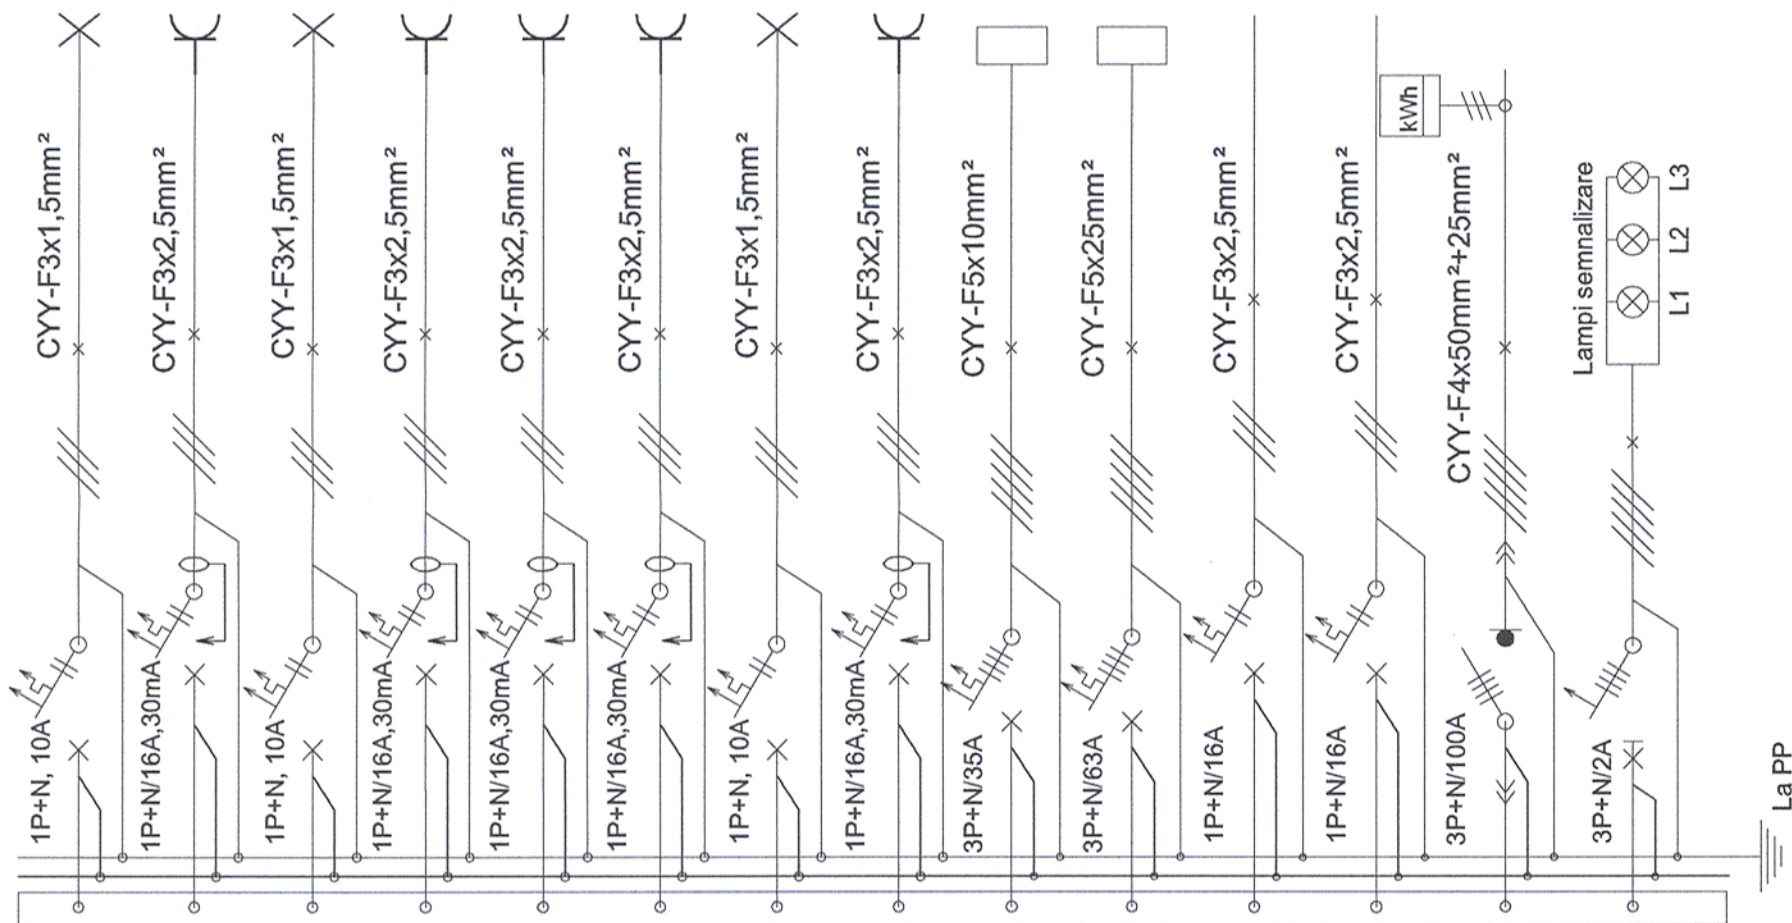 CYY-F3x1,5mm²
CYY-F3x2,5mm²
CYY-F3x1,5mm²
CYY-F3x2,5mm²
CYY-F3x2,5mm²
CYY-F3x2,5mm²
CYY-F3x1,5mm²
CYY-F3x2,5mm²
CYY-F5x10mm²
CYY-F5x25mm²
CYY-F3x2,5mm²
CYY-F3x2,5mm²
kWh
CYY-F4x50mm²+25mm²
Lampi semnalizare
L1 L2 L3
1P+N, 10A
1P+N/16A,30mA
1P+N, 10A
1P+N/16A,30mA
1P+N/16A,30mA
1P+N/16A,30mA
1P+N, 10A
1P+N/16A,30mA
3P+N/35A
3P+N/63A
1P+N/16A
1P+N/16A
3P+N/100A
3P+N/2A
La PP